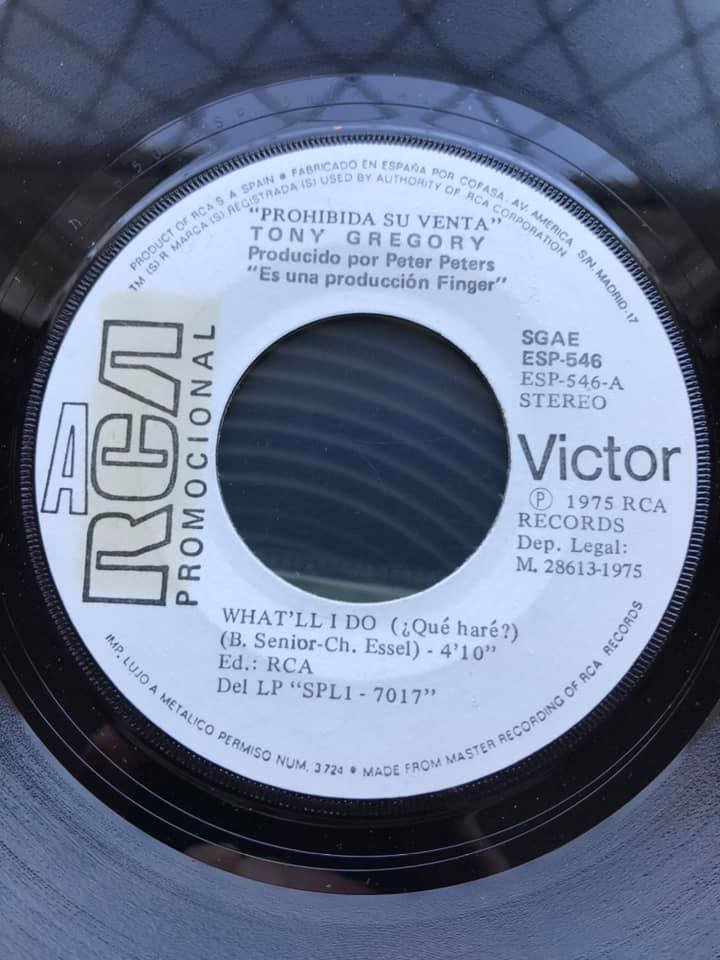 PRODUCT OF RCA S. A. SPAIN • FABRICADO EN ESPAÑA POR COFASA. AV. AMERICA, S/N. MADRID-17
TM (S) R MARCA (S) REGISTRADA (S) USED BY AUTHORITY OF RCA CORPORATION
"PROHIBIDA SU VENTA"
TONY GREGORY
Producido por Peter Peters
"Es una producción Finger"
A
RCA
PROMOCIONAL
SGAE
ESP-546
ESP-546-A
STEREO
Victor
Ⓟ 1975 RCA
RECORDS
Dep. Legal:
M. 28613-1975
WHAT'LL I DO (¿Qué haré?)
(B. Senior-Ch. Essel) - 4'10"
Ed.: RCA
Del LP "SPL1 - 7017"
IMP. LUJO A METALICO PERMISO NUM. 3724 • MADE FROM MASTER RECORDING OF RCA RECORDS